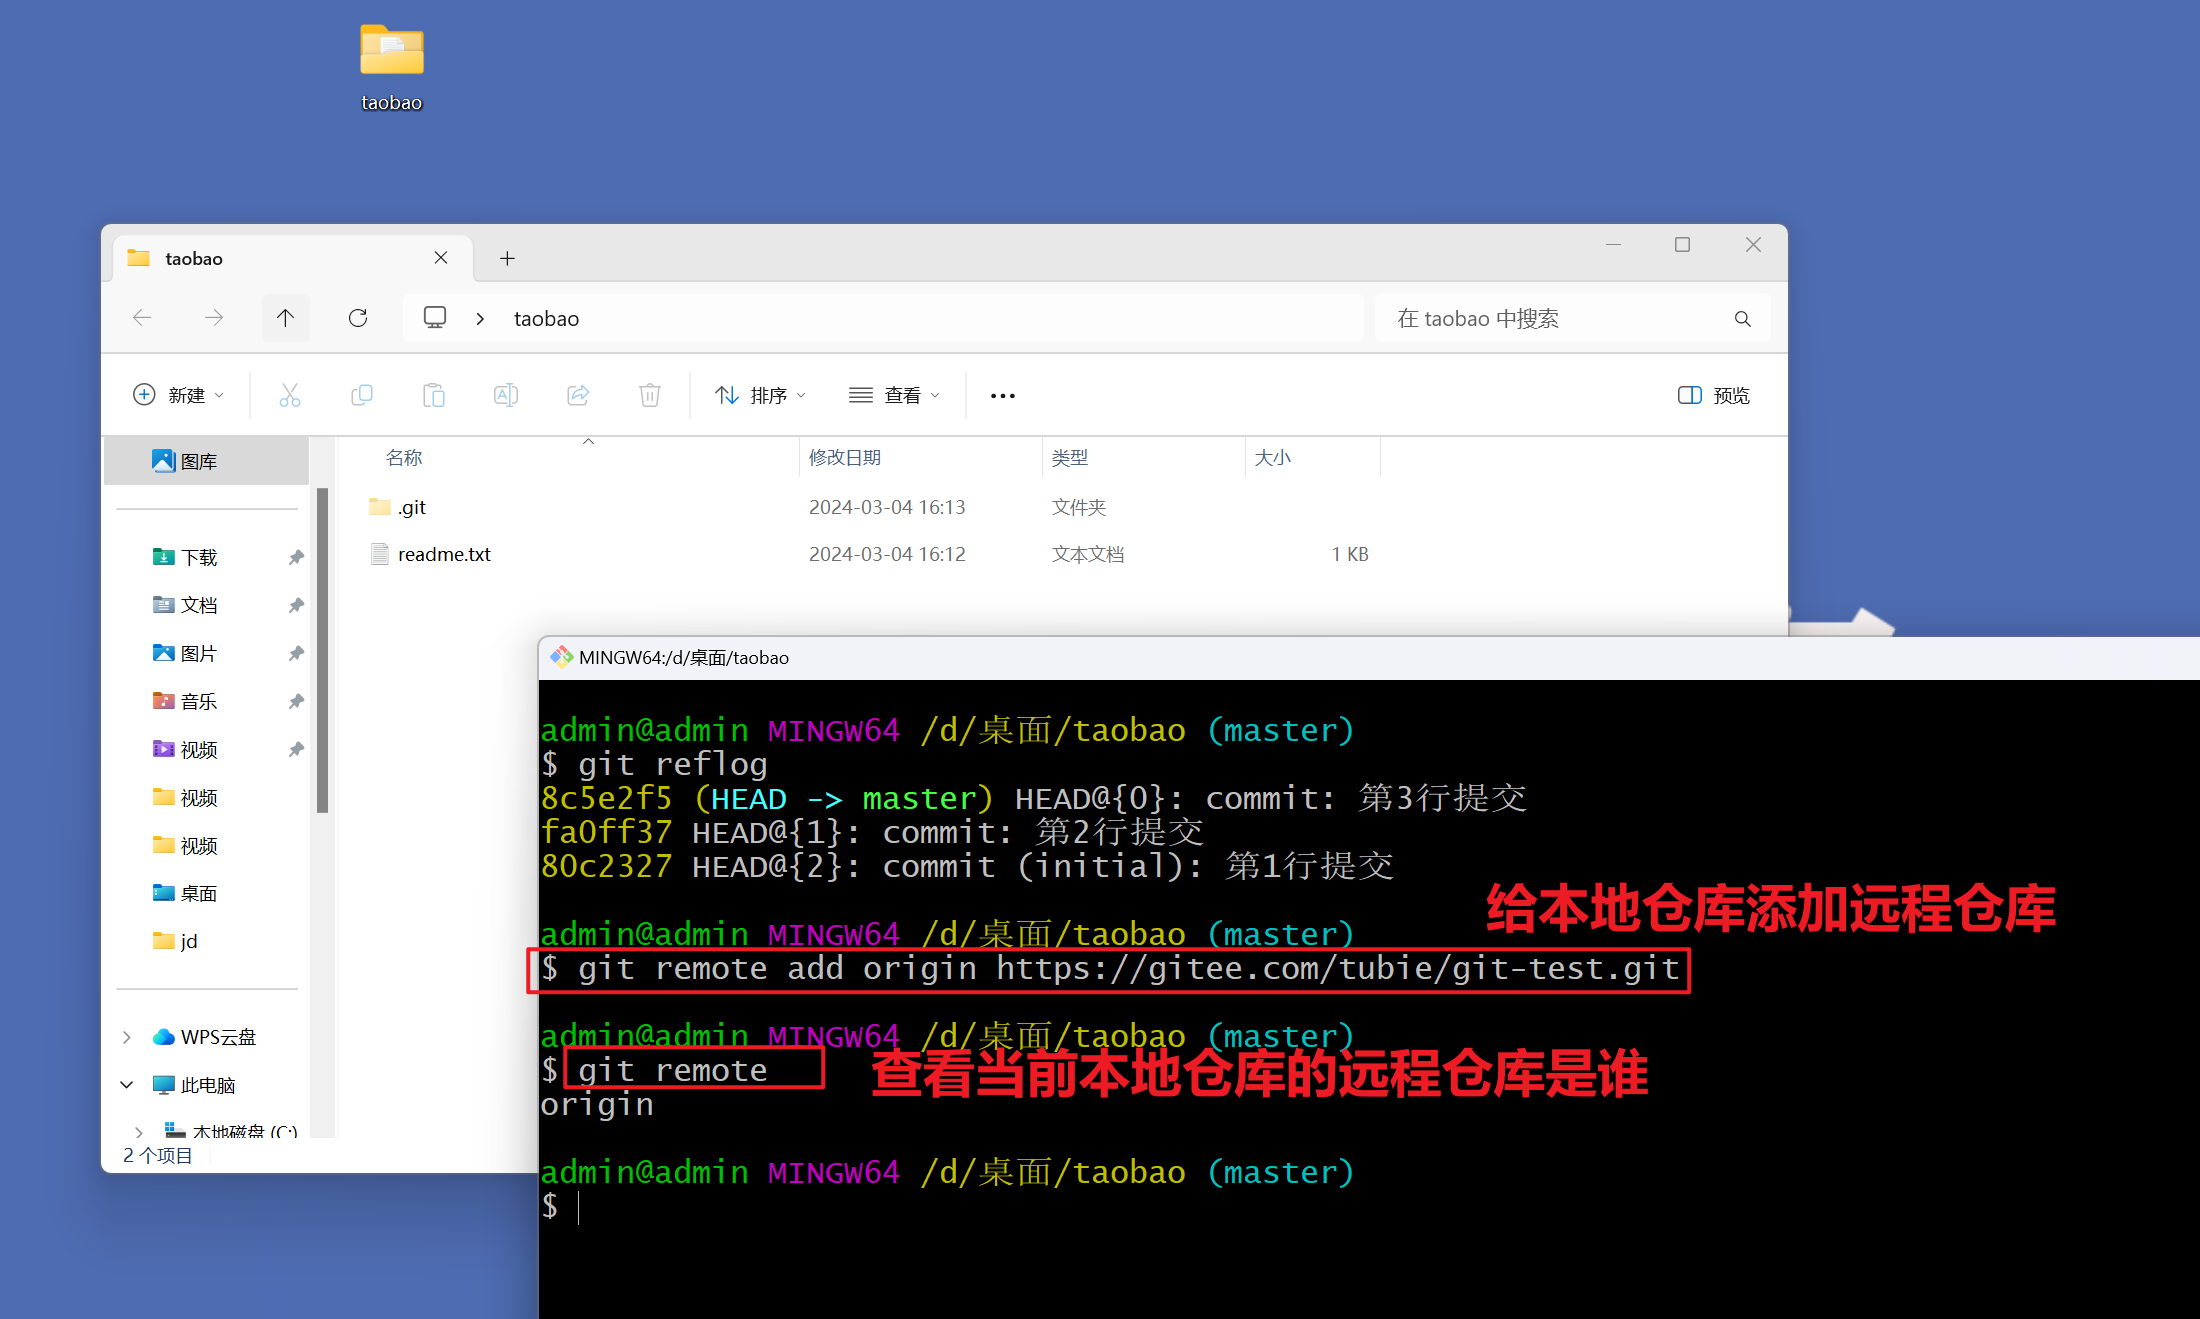 taobao
taobao
taobao
在 taobao 中搜索
新建
排序
查看
预览
图库
名称
修改日期
类型
大小
.git
2024-03-04 16:13
文件夹
readme.txt
2024-03-04 16:12
文本文档
1 KB
下载
文档
图片
音乐
视频
视频
视频
桌面
jd
WPS云盘
此电脑
本地磁盘 (C:)
2 个项目
MINGW64:/d/桌面/taobao
admin@admin MINGW64 /d/桌面/taobao (master)
$ git reflog
8c5e2f5 (HEAD -> master) HEAD@{0}: commit: 第3行提交
fa0ff37 HEAD@{1}: commit: 第2行提交
80c2327 HEAD@{2}: commit (initial): 第1行提交
给本地仓库添加远程仓库
admin@admin MINGW64 /d/桌面/taobao (master)
$ git remote add origin https://gitee.com/tubie/git-test.git
admin@admin MINGW64 /d/桌面/taobao (master)
$ git remote
查看当前本地仓库的远程仓库是谁
origin
admin@admin MINGW64 /d/桌面/taobao (master)
$